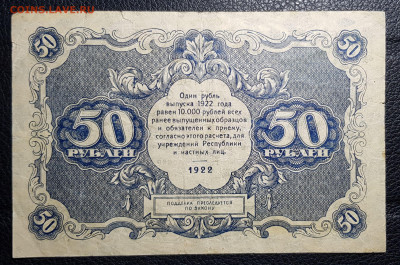 COINS.LAVE.RU
50 50
Один рубль
выпуска 1922 года
равен 10.000 рублей всех
ранее выпущенных образцов
и обязателен к приему,
согласно этого расчета, для
учреждений Республики
и частных лиц.
50 РУБЛЕЙ
50 РУБЛЕЙ
1922
ПОДДЕЛКА ПРЕСЛЕДУЕТСЯ
ПО ЗАКОНУ
50 50